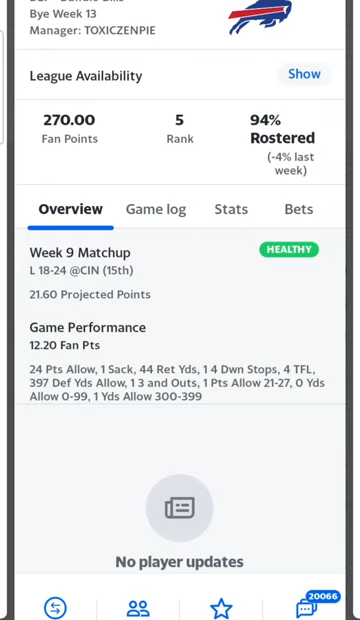 Bye Week 13
Manager: TOXICZENPIE
League Availability
Show
270.00
Fan Points
5
Rank
94%
Rostered
(-4% last
week)
Overview
Game log
Stats
Bets
Week 9 Matchup
HEALTHY
L 18-24 @CIN (15th)
21.60 Projected Points
Game Performance
12.20 Fan Pts
24 Pts Allow, 1 Sack, 44 Ret Yds, 1 4 Dwn Stops, 4 TFL,
397 Def Yds Allow, 1 3 and Outs, 1 Pts Allow 21-27, 0 Yds
Allow 0-99, 1 Yds Allow 300-399
No player updates
20066